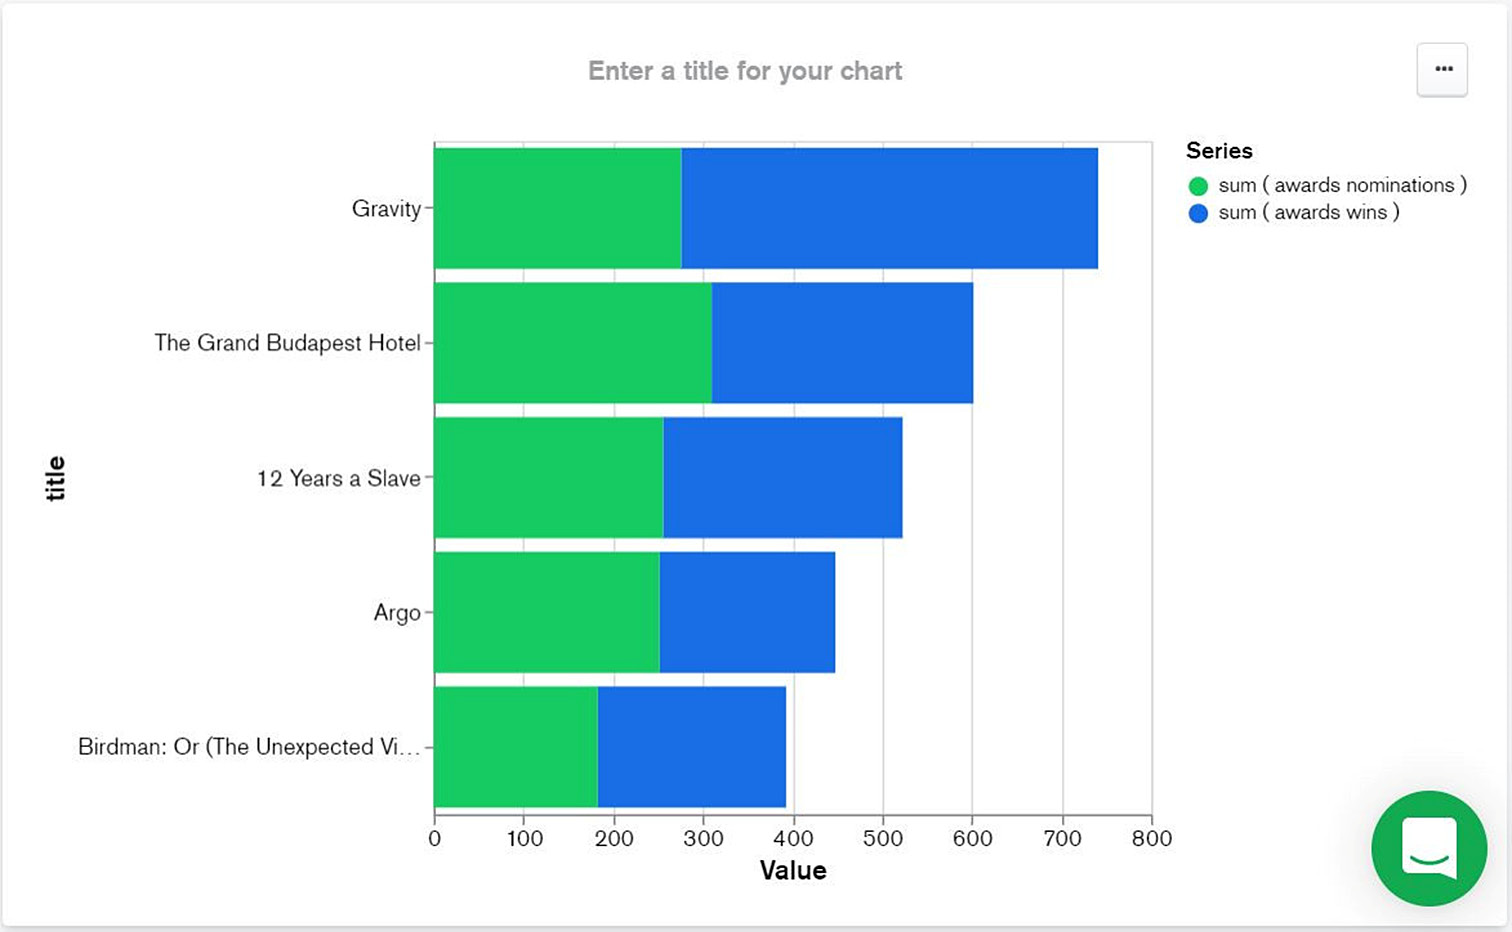 Enter a title for your chart
Series
sum ( awards nominations )
sum ( awards wins )
title
Gravity
The Grand Budapest Hotel
12 Years a Slave
Argo
Birdman: Or (The Unexpected Vi...
0 100 200 300 400 500 600 700 800
Value